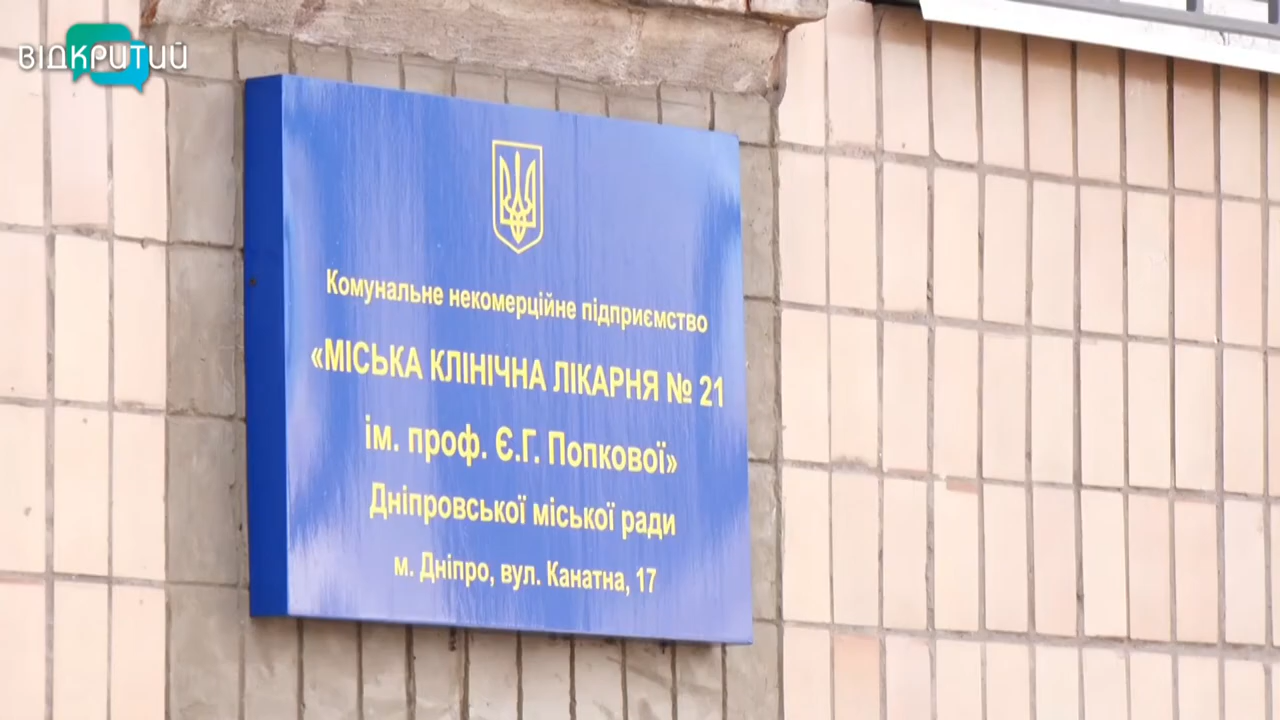 ВІДКРИТИЙ
Комунальне некомерційне підприємство
«МІСЬКА КЛІНІЧНА ЛІКАРНЯ № 21
ім. проф. Є.Г. Попкової»
Дніпровської міської ради
м. Дніпро, вул. Канатна, 17